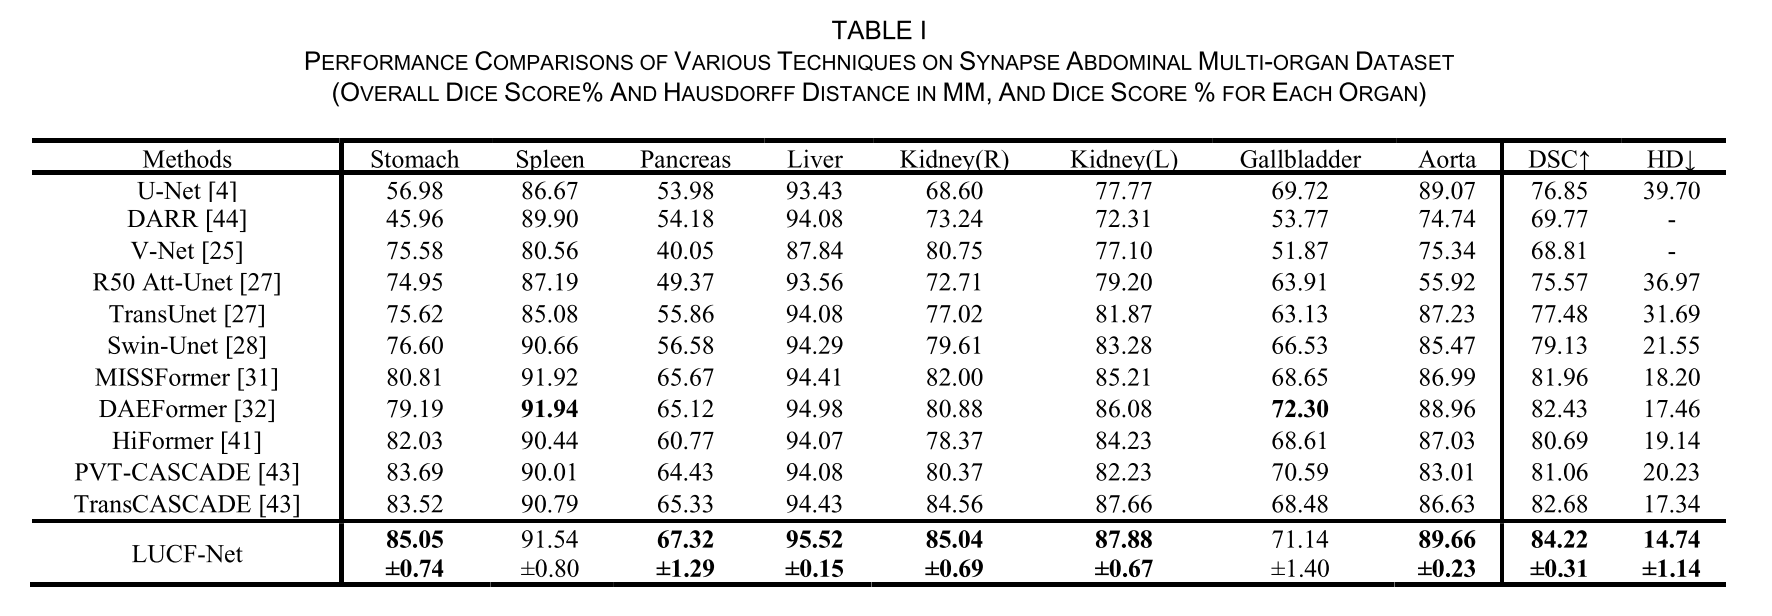 TABLE I
PERFORMANCE COMPARISONS OF VARIOUS TECHNIQUES ON SYNAPSE ABDOMINAL MULTI-ORGAN DATASET
(OVERALL DICE SCORE% AND HAUSDORFF DISTANCE IN MM, AND DICE SCORE % FOR EACH ORGAN)
Methods Stomach Spleen Pancreas Liver Kidney(R) Kidney(L) Gallbladder Aorta DSC↑ HD↓
U-Net [4] 56.98 86.67 53.98 93.43 68.60 77.77 69.72 89.07 76.85 39.70
DARR [44] 45.96 89.90 54.18 94.08 73.24 72.31 53.77 74.74 69.77 -
V-Net [25] 75.58 80.56 40.05 87.84 80.75 77.10 51.87 75.34 68.81 -
R50 Att-Unet [27] 74.95 87.19 49.37 93.56 72.71 79.20 63.91 55.92 75.57 36.97
TransUnet [27] 75.62 85.08 55.86 94.08 77.02 81.87 63.13 87.23 77.48 31.69
Swin-Unet [28] 76.60 90.66 56.58 94.29 79.61 83.28 66.53 85.47 79.13 21.55
MISSFormer [31] 80.81 91.92 65.67 94.41 82.00 85.21 68.65 86.99 81.96 18.20
DAEFormer [32] 79.19 91.94 65.12 94.98 80.88 86.08 72.30 88.96 82.43 17.46
HiFormer [41] 82.03 90.44 60.77 94.07 78.37 84.23 68.61 87.03 80.69 19.14
PVT-CASCADE [43] 83.69 90.01 64.43 94.08 80.37 82.23 70.59 83.01 81.06 20.23
TransCASCADE [43] 83.52 90.79 65.33 94.43 84.56 87.66 68.48 86.63 82.68 17.34
LUCF-Net 85.05 91.54 67.32 95.52 85.04 87.88 71.14 89.66 84.22 14.74
±0.74 ±0.80 ±1.29 ±0.15 ±0.69 ±0.67 ±1.40 ±0.23 ±0.31 ±1.14